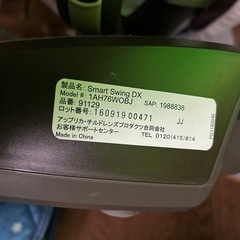 製品名: Smart Swing DX
Model #: 1AH76WOBJ SAP: 1988838
品番: 91129
ロット番号: 16091900471 JJ
アップリカ・チルドレンズプロダクツ合同会社
お客様サポートセンター TEL 0120(415)814
Made in China